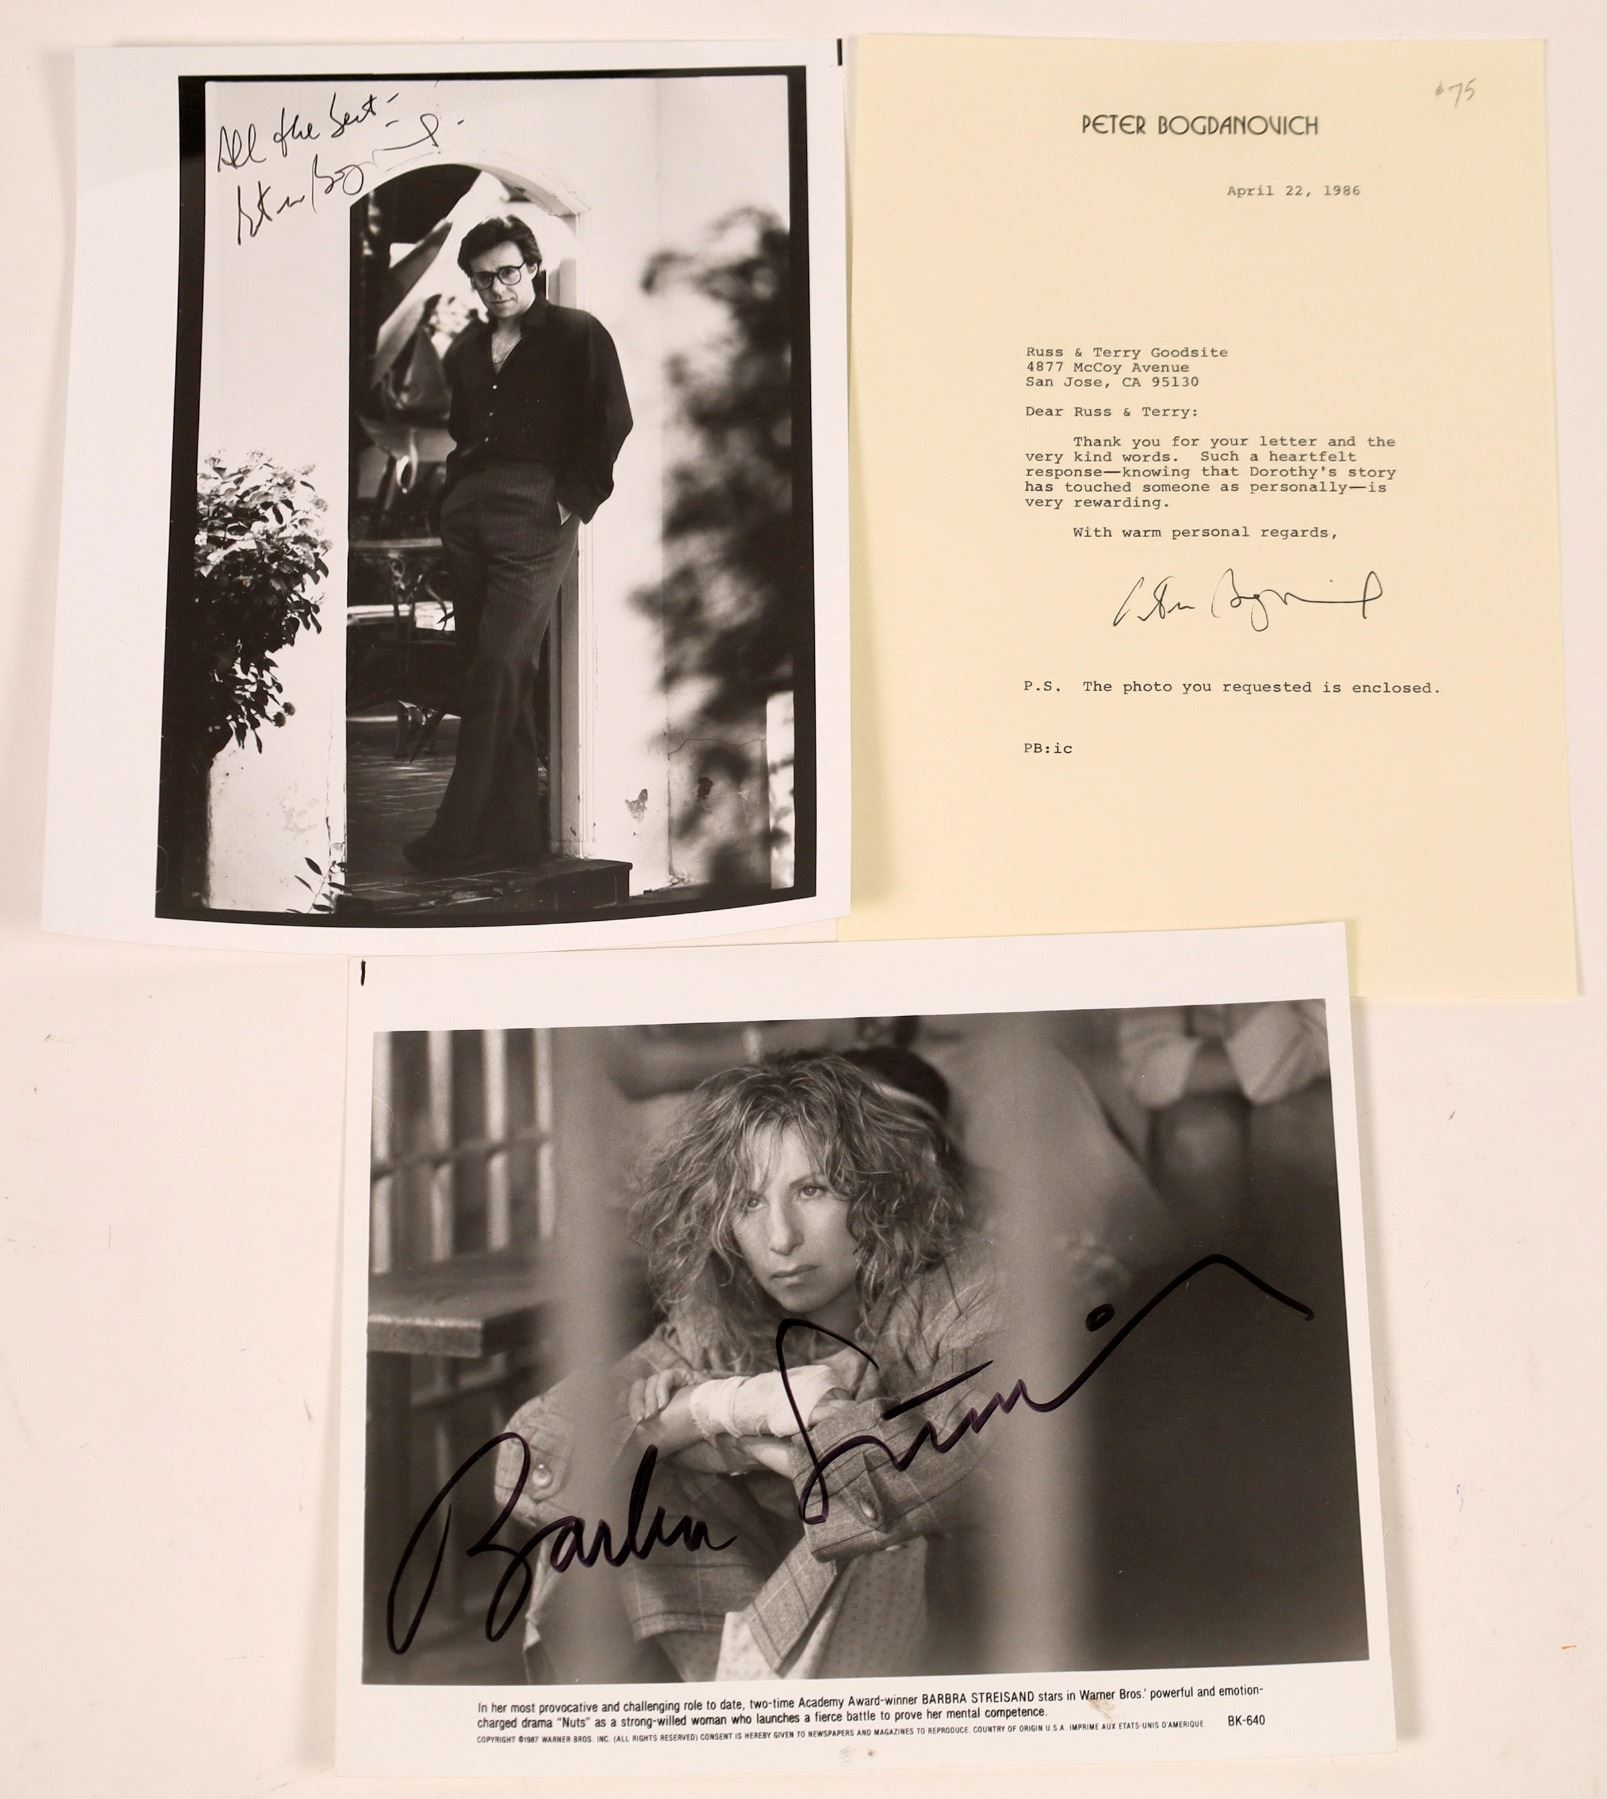 All the best -
Peter Bogdanovich
$75
PETER BOGDANOVICH
April 22, 1986
Russ & Terry Goodsite
4877 McCoy Avenue
San Jose, CA 95130
Dear Russ & Terry:
Thank you for your letter and the
very kind words. Such a heartfelt
response—knowing that Dorothy's story
has touched someone as personally—is
very rewarding.
With warm personal regards,
Peter Bogdanovich
P.S. The photo you requested is enclosed.
PB:ic
Barbra Streisand
In her most provocative and challenging role to date, two-time Academy Award-winner BARBRA STREISAND stars in Warner Bros.' powerful and emotion-
charged drama "Nuts" as a strong-willed woman who launches a fierce battle to prove her mental competence.
COPYRIGHT ©1987 WARNER BROS. INC. (ALL RIGHTS RESERVED) CONSENT IS HEREBY GIVEN TO NEWSPAPERS AND MAGAZINES TO REPRODUCE. COUNTRY OF ORIGIN U.S.A. IMPRIME AUX ETATS-UNIS D'AMERIQUE. BK-640